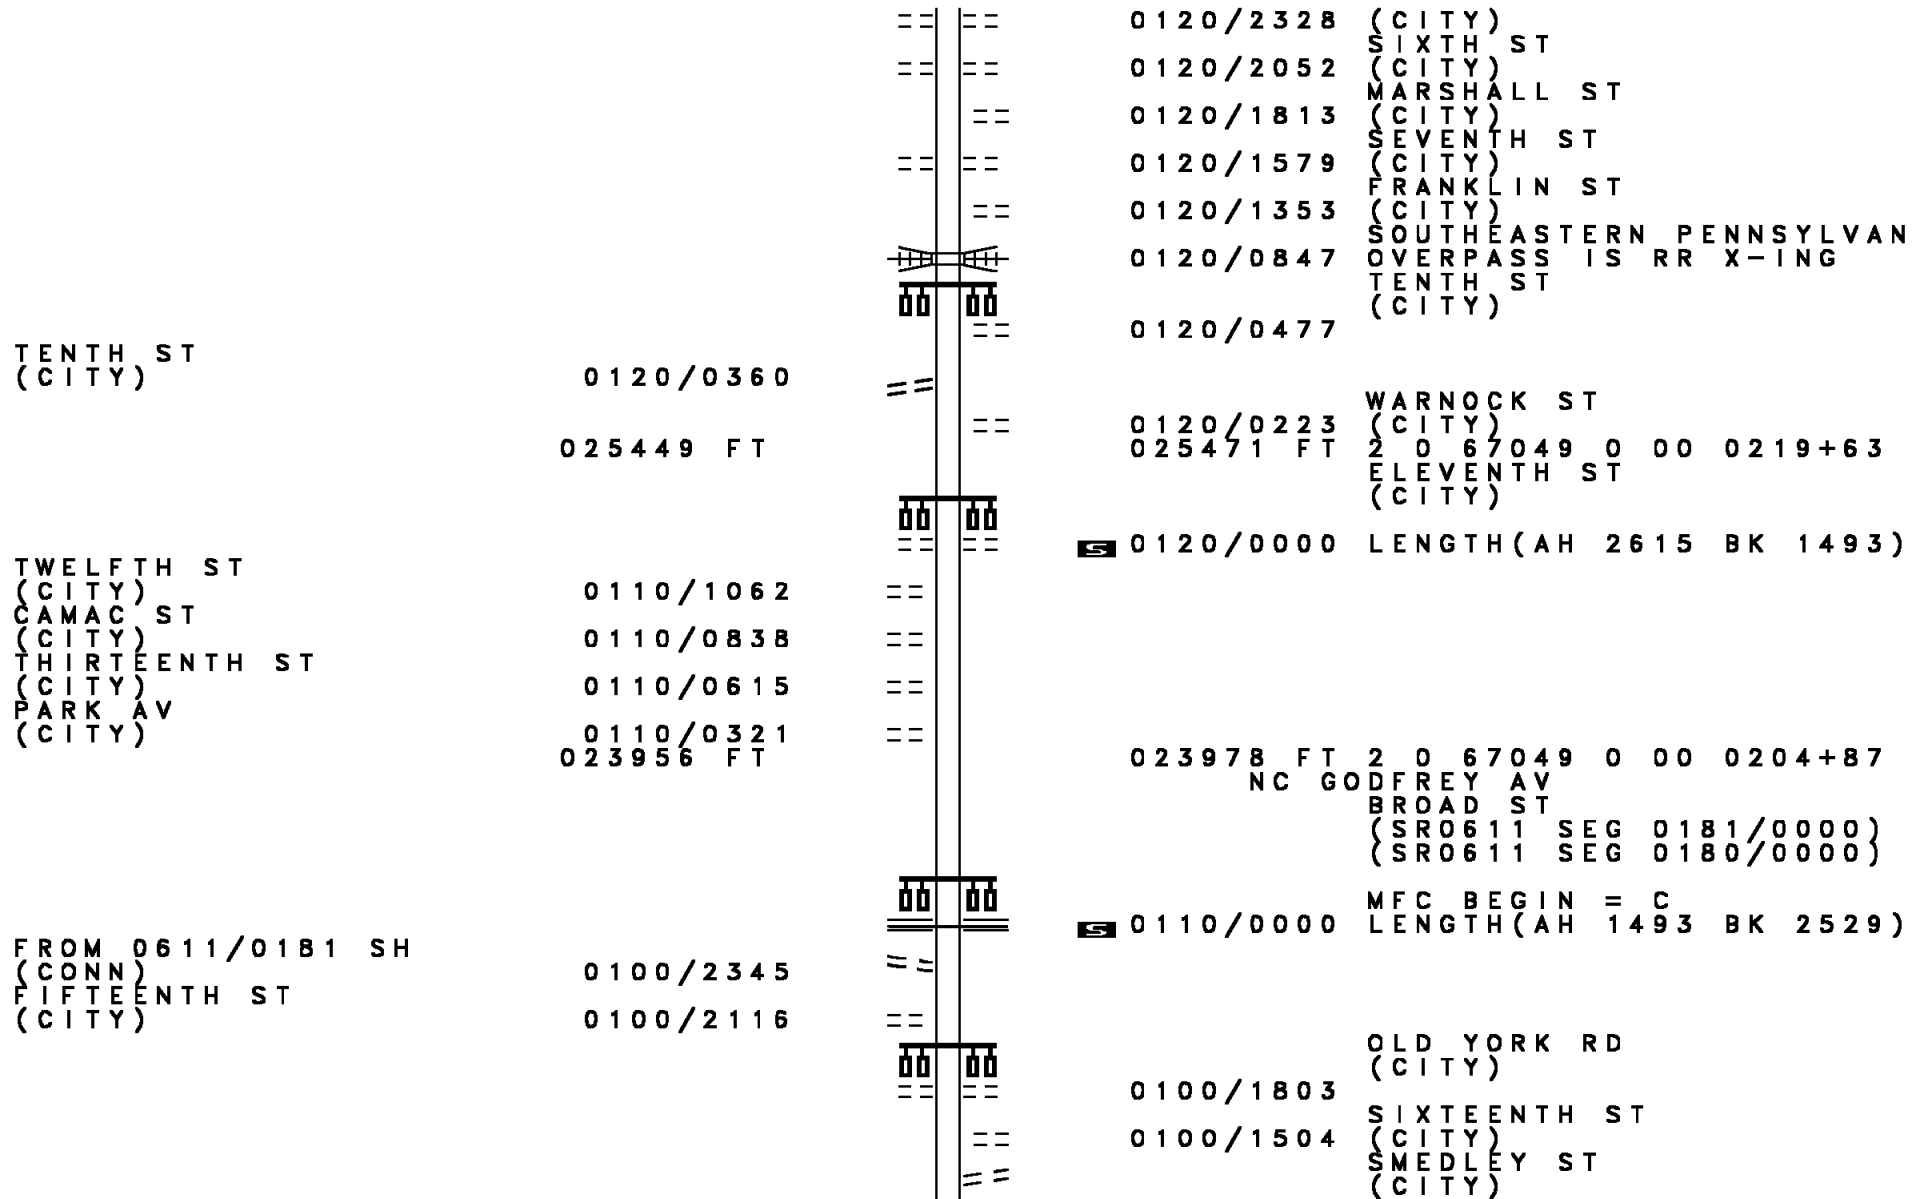 0120/2328 (CITY)
SIXTH ST
0120/2052 (CITY)
MARSHALL ST
0120/1813 (CITY)
SEVENTH ST
0120/1579 (CITY)
FRANKLIN ST
0120/1353 (CITY)
SOUTHEASTERN PENNSYLVAN
0120/0847 OVERPASS IS RR X-ING
TENTH ST
(CITY)
0120/0477
TENTH ST
(CITY) 0120/0360
WARNOCK ST
0120/0223 (CITY)
025449 FT 025471 FT 2 0 67049 0 00 0219+63
ELEVENTH ST
(CITY)
S 0120/0000 LENGTH(AH 2615 BK 1493)
TWELFTH ST
(CITY) 0110/1062
CAMAC ST
(CITY) 0110/0838
THIRTEENTH ST
(CITY) 0110/0615
PARK AV
(CITY) 0110/0321
023956 FT 023978 FT 2 0 67049 0 00 0204+87
NC GODFREY AV
BROAD ST
(SR0611 SEG 0181/0000)
(SR0611 SEG 0180/0000)
MFC BEGIN = C
S 0110/0000 LENGTH(AH 1493 BK 2529)
FROM 0611/0181 SH
(CONN) 0100/2345
FIFTEENTH ST
(CITY) 0100/2116
OLD YORK RD
(CITY)
0100/1803
SIXTEENTH ST
0100/1504 (CITY)
SMEDLEY ST
(CITY)